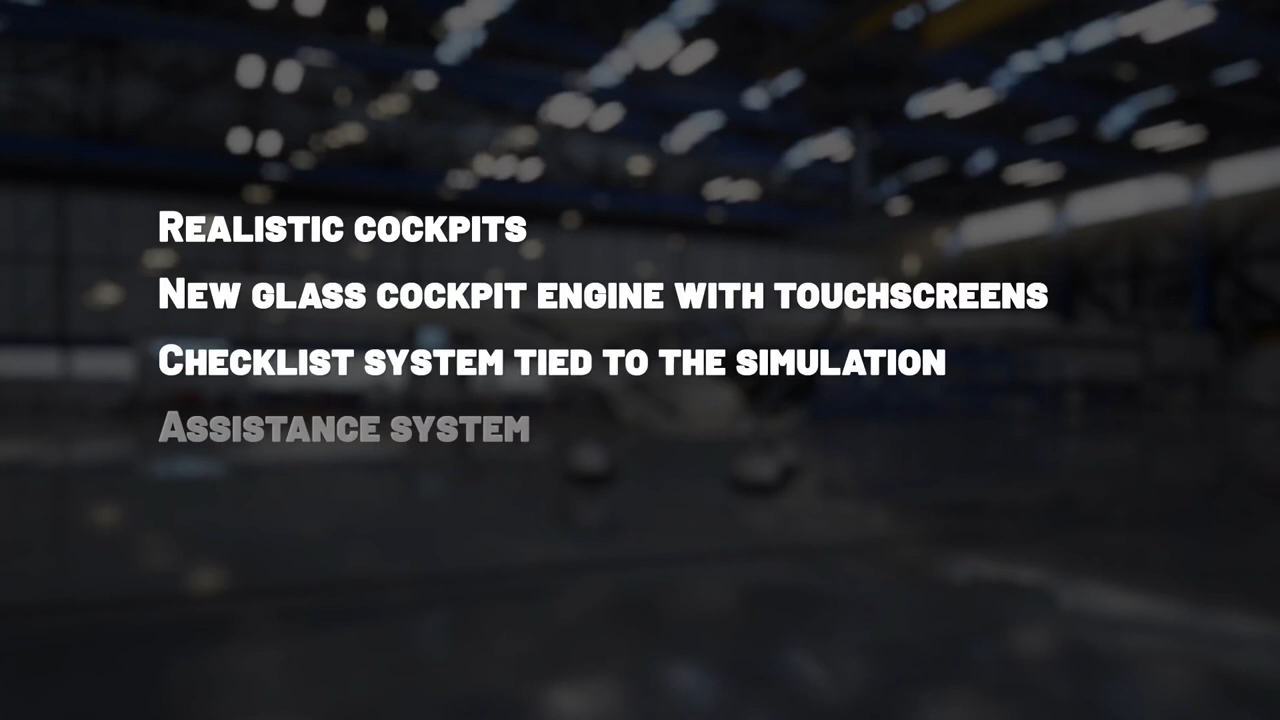 Realistic cockpits
New glass cockpit engine with touchscreens
Checklist system tied to the simulation
Assistance system